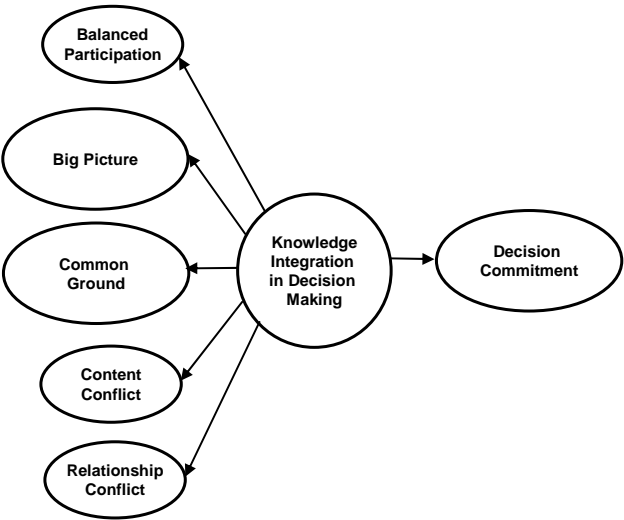 Balanced
Participation
Big Picture
Common
Ground
Content
Conflict
Relationship
Conflict
Knowledge
Integration
in Decision
Making
Decision
Commitment